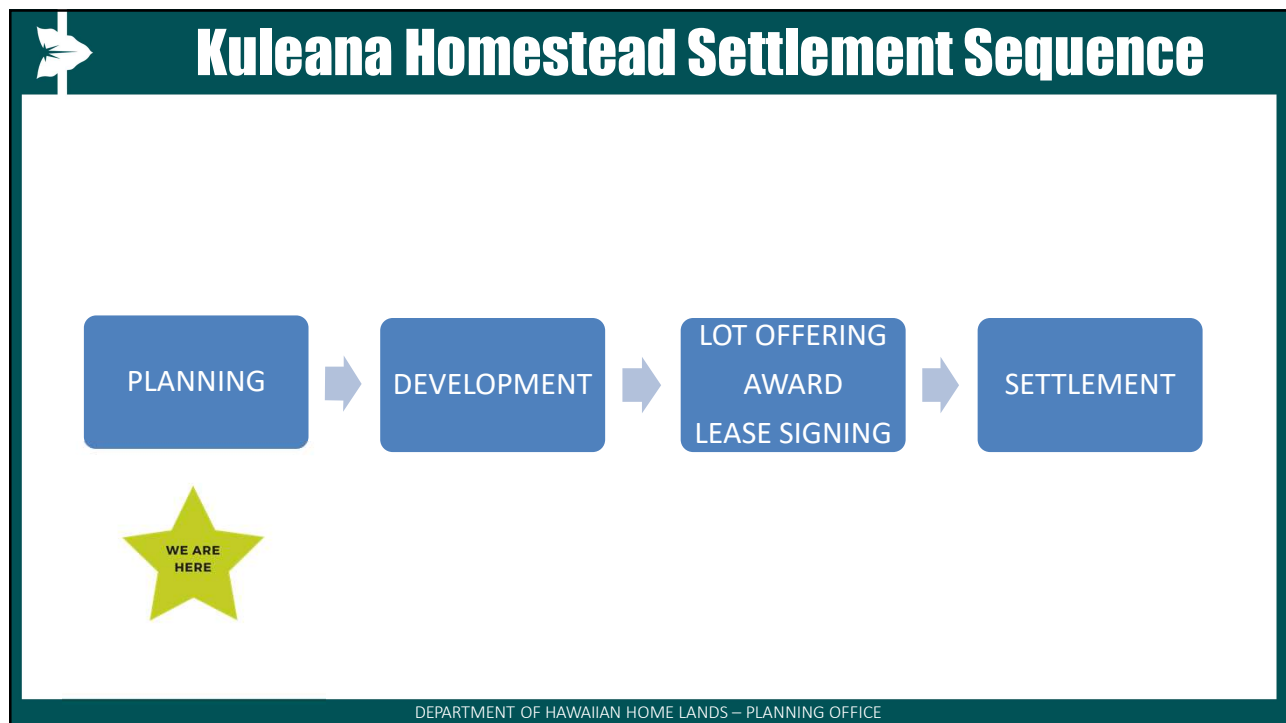 Kuleana Homestead Settlement Sequence
PLANNING
DEVELOPMENT
LOT OFFERING
AWARD
LEASE SIGNING
SETTLEMENT
WE ARE
HERE
DEPARTMENT OF HAWAIIAN HOME LANDS – PLANNING OFFICE